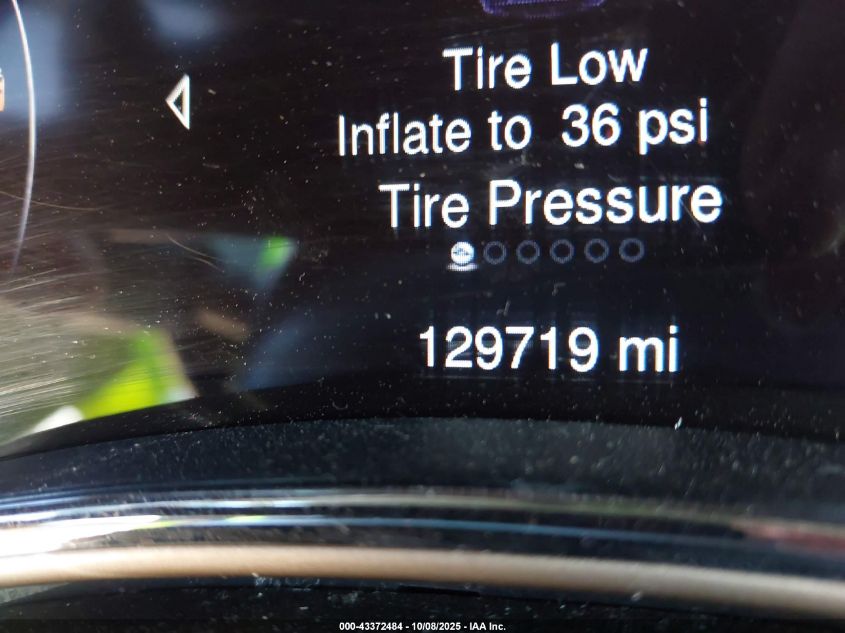 Tire Low
Inflate to 36 psi
Tire Pressure
129719 mi
000-43372484 - 10/08/2025 - IAA Inc.